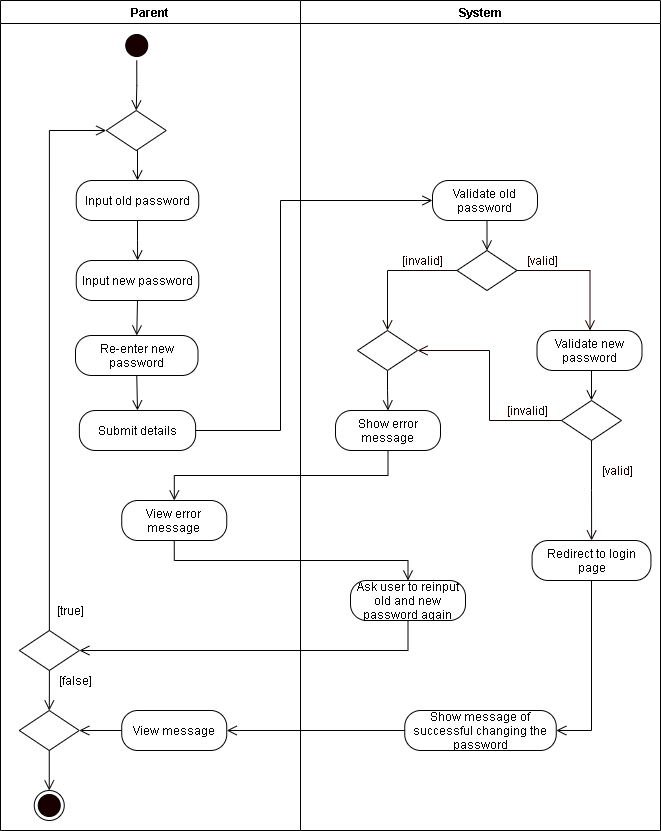 Parent
System
Input old password
Validate old
password
[invalid]
[valid]
Input new password
Re-enter new
password
Validate new
password
[invalid]
Submit details
Show error
message
[valid]
View error
message
Redirect to login
page
Ask user to reinput
old and new
password again
[true]
[false]
View message
Show message of
successful changing the
password